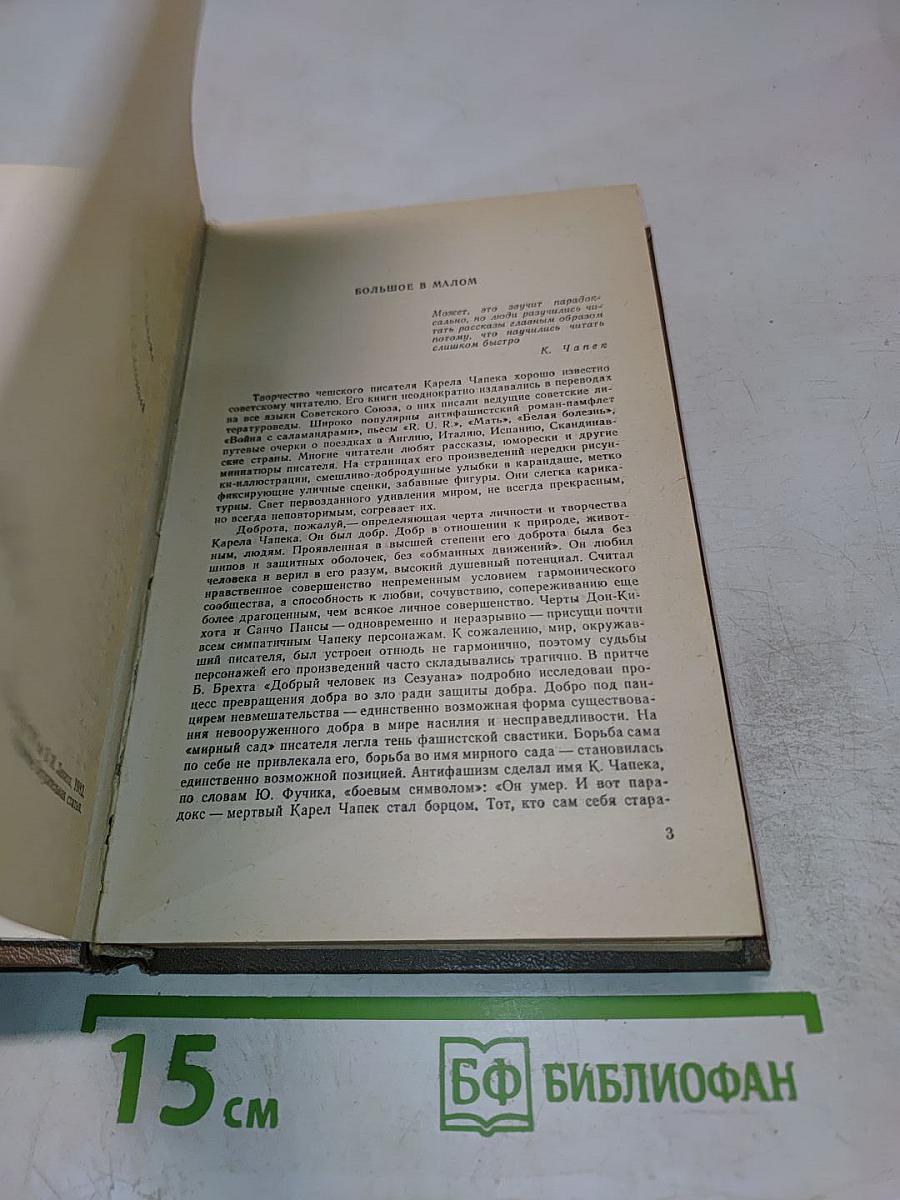 БОЛЬШОЕ В МАЛОМ
Может, это звучит парадок-
сально, но люди разучились чи-
тать рассказы главным образом
потому, что научились читать
слишком быстро
К. Чапек
Творчество чешского писателя Карела Чапека хорошо известно
советскому читателю. Его книги неоднократно издавались в переводах
на все языки Советского Союза, о них писали ведущие советские ли-
тературоведы. Широко популярны антифашистский роман-памфлет
«Война с саламандрами», пьесы «R. U. R.», «Мать», «Белая болезнь»,
путевые очерки о поездках в Англию, Италию, Испанию, Скандинав-
ские страны. Многие читатели любят рассказы, юморески и другие
миниатюры писателя. На страницах его произведений нередки рисун-
ки-иллюстрации, смешливо-добродушные улыбки в карандаше, метко
фиксирующие уличные сценки, забавные фигуры. Они слегка карика-
турны. Свет первозданного удивления миром, не всегда прекрасным,
но всегда неповторимым, согревает их.
Доброта, пожалуй,— определяющая черта личности и творчества
Карела Чапека. Он был добр. Добр в отношении к природе, живот-
ным, людям. Проявленная в высшей степени его доброта была без
шипов и защитных оболочек, без «обманных движений». Он любил
человека и верил в его разум, высокий душевный потенциал. Считал
нравственное совершенство непременным условием гармонического
сообщества, а способность к любви, сочувствию, сопереживанию еще
более драгоценным, чем всякое личное совершенство. Черты Дон-Ки-
хота и Санчо Пансы — одновременно и неразрывно — присущи почти
всем симпатичным Чапеку персонажам. К сожалению, мир, окружав-
ший писателя, был устроен отнюдь не гармонично, поэтому судьбы
персонажей его произведений часто складывались трагично. В притче
Б. Брехта «Добрый человек из Сезуана» подробно исследован про-
цесс превращения добра во зло ради защиты добра. Добро под пан-
цирем невмешательства — единственно возможная форма существова-
ния невооруженного добра в мире насилия и несправедливости. На
«мирный сад» писателя легла тень фашистской свастики. Борьба сама
по себе не привлекала его, борьба во имя мирного сада — становилась
единственно возможной позицией. Антифашизм сделал имя К. Чапека,
по словам Ю. Фучика, «боевым символом»: «Он умер. И вот пара-
докс — мертвый Карел Чапек стал борцом. Тот, кто сам себя стара-
3
15 см
БФ БИБЛИОФАН